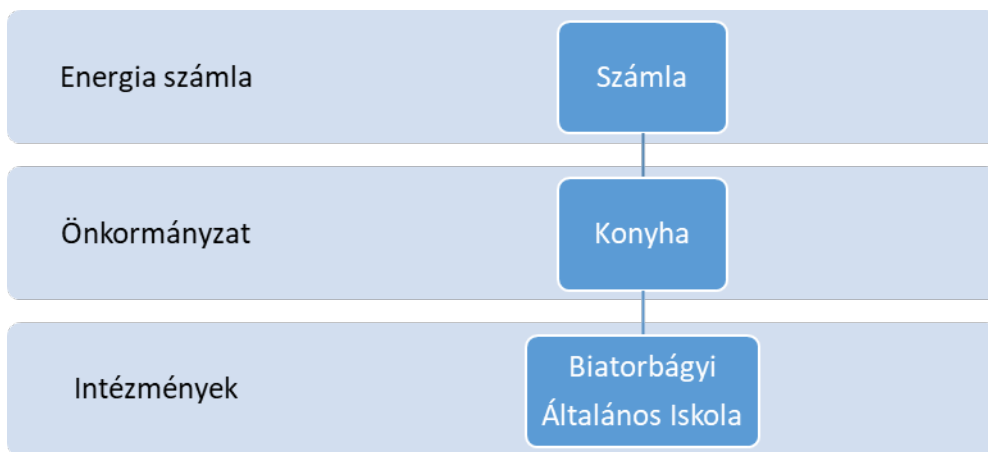 Energia számla
Számla
Önkormányzat
Konyha
Intézmények
Biatorbágyi
Általános Iskola